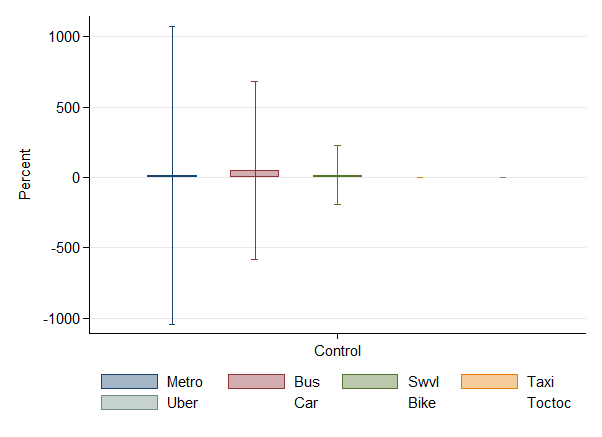 1000
500
0
-500
-1000
Percent
Control
Metro Bus Swvl Taxi
Uber Car Bike Toctoc